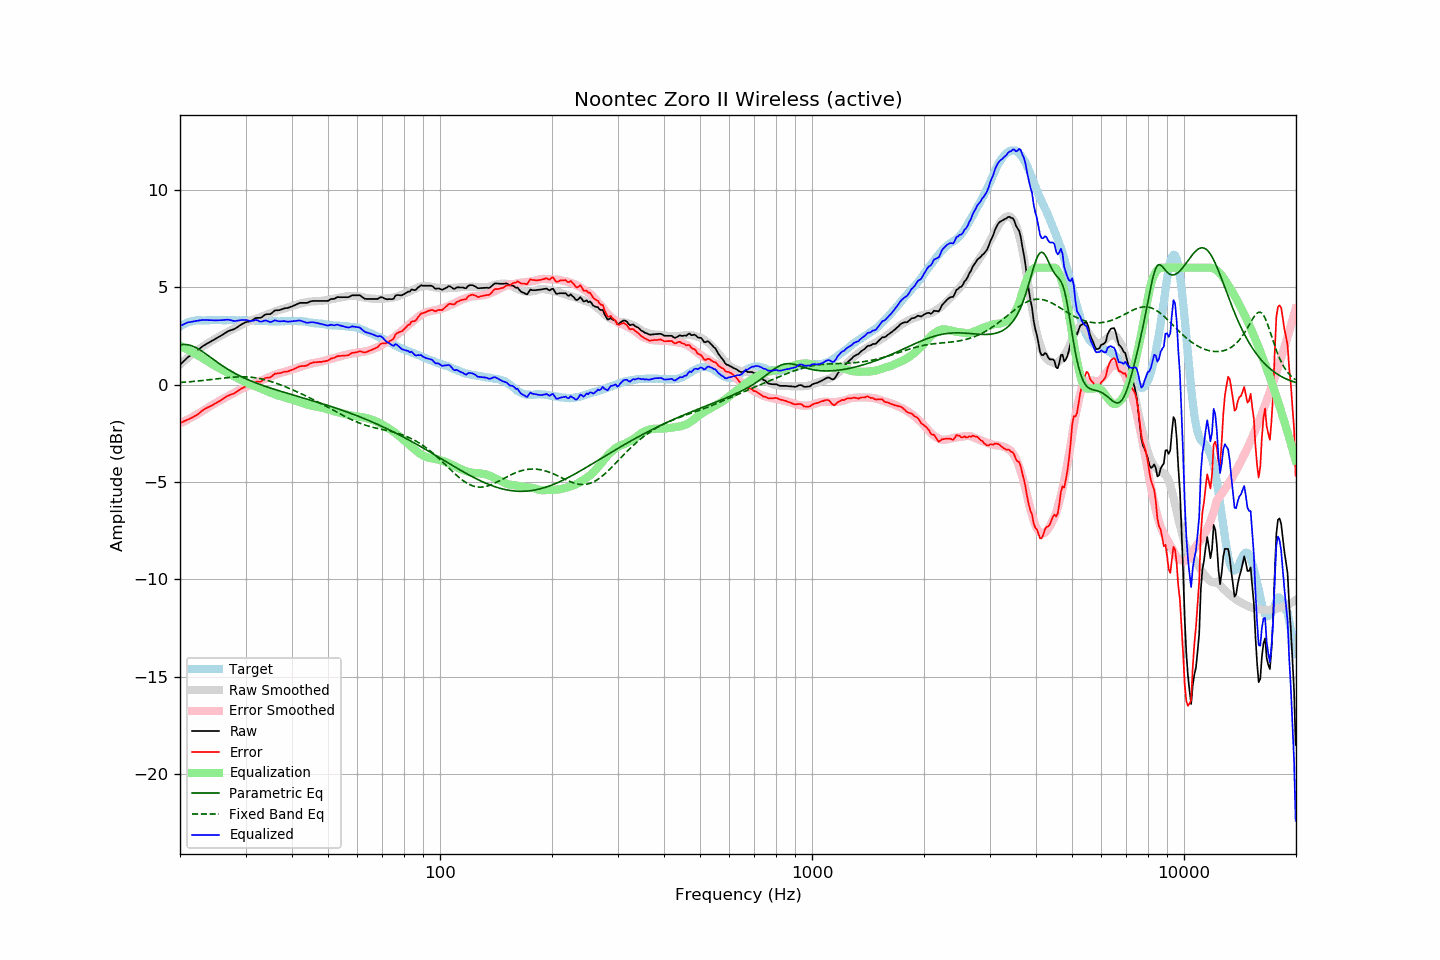 Noontec Zoro II Wireless (active)
10
5
0
−5
−10
−15
−20
Amplitude (dBr)
Target
Raw Smoothed
Error Smoothed
Raw
Error
Equalization
Parametric Eq
Fixed Band Eq
Equalized
100
1000
10000
Frequency (Hz)